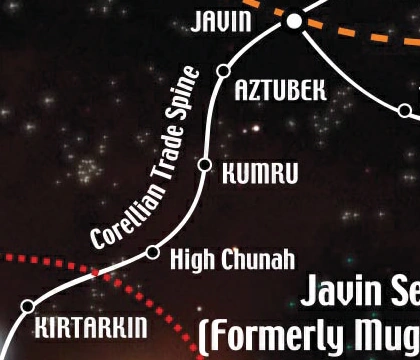 JAVIN
AZTUBEK
Corellian Trade Spine
KUMRU
High Chunah
Javin Se
KIRTARKIN
(Formerly Mug